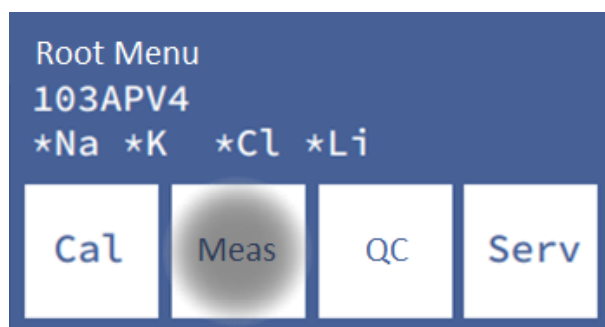 Root Menu
103APV4
*Na *K  *Cl *Li
Cal Meas QC Serv